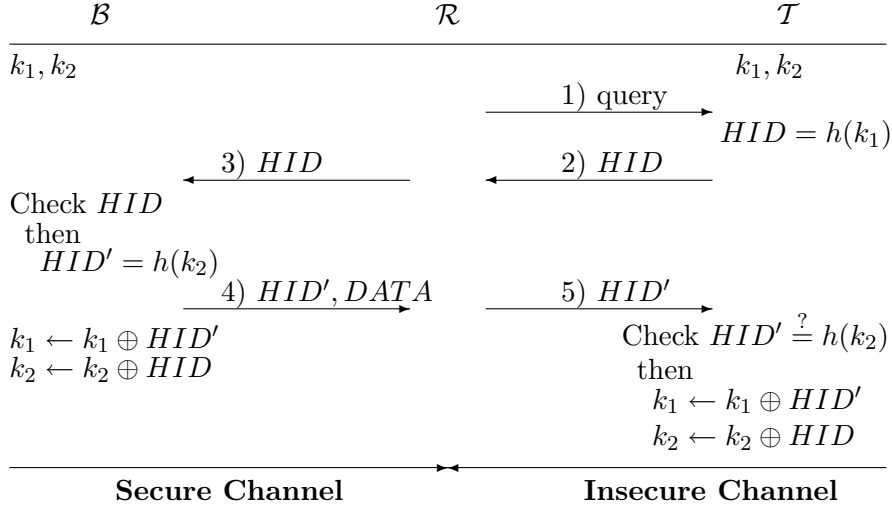 𝓑 𝓡 𝓣
k₁, k₂ k₁, k₂
1) query
HID = h(k₁)
3) HID 2) HID
Check HID
then
HID′ = h(k₂)
4) HID′, DATA 5) HID′
k₁ ← k₁ ⊕ HID′
k₂ ← k₂ ⊕ HID
Check HID′ ≟ h(k₂)
then
k₁ ← k₁ ⊕ HID′
k₂ ← k₂ ⊕ HID
Secure Channel Insecure Channel